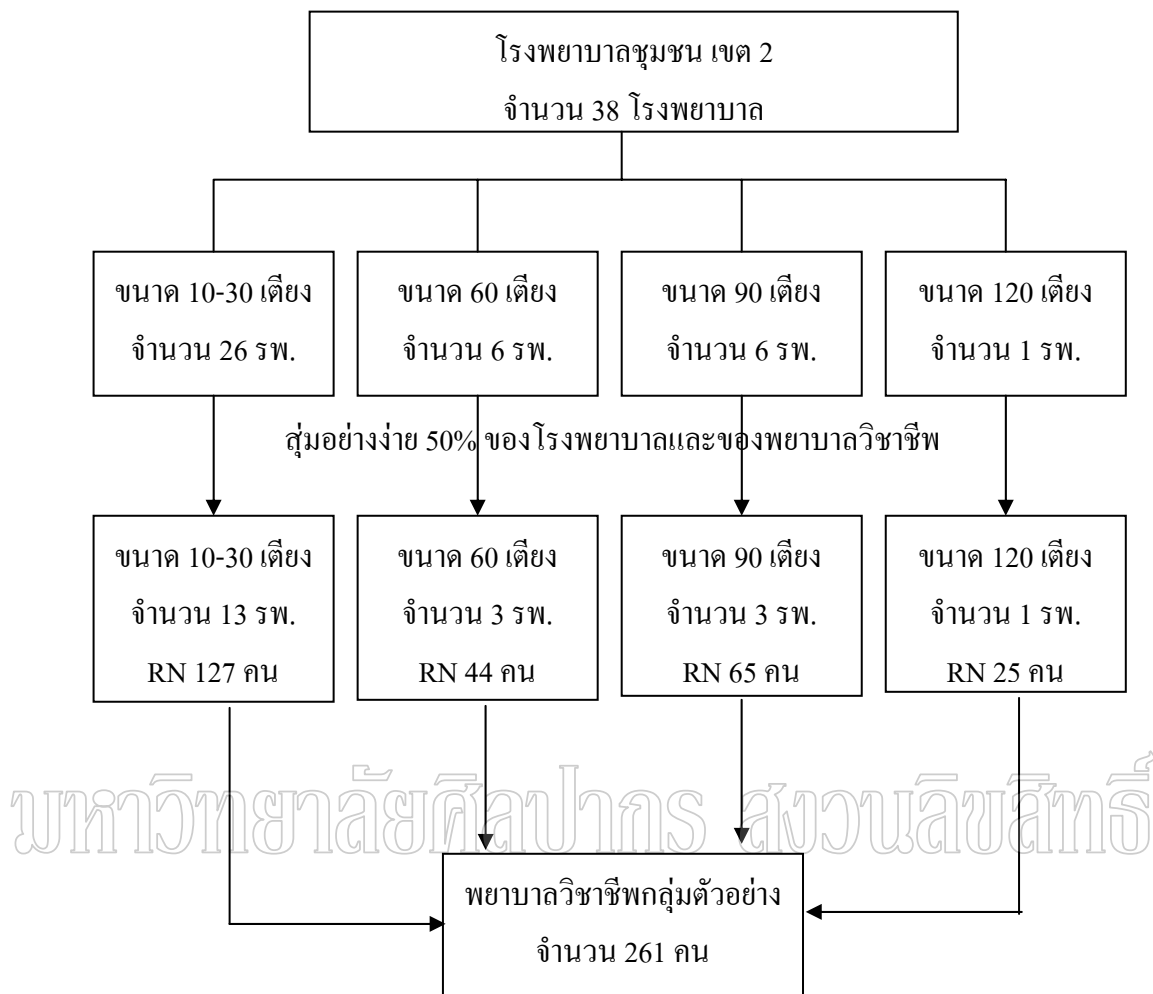 โรงพยาบาลชุมชน เขต 2
จำนวน 38 โรงพยาบาล
ขนาด 10-30 เตียง
จำนวน 26 รพ.
ขนาด 60 เตียง
จำนวน 6 รพ.
ขนาด 90 เตียง
จำนวน 6 รพ.
ขนาด 120 เตียง
จำนวน 1 รพ.
สุ่มอย่างง่าย 50% ของโรงพยาบาลและของพยาบาลวิชาชีพ
ขนาด 10-30 เตียง
จำนวน 13 รพ.
RN 127 คน
ขนาด 60 เตียง
จำนวน 3 รพ.
RN 44 คน
ขนาด 90 เตียง
จำนวน 3 รพ.
RN 65 คน
ขนาด 120 เตียง
จำนวน 1 รพ.
RN 25 คน
มหาวิทยาลัยศิลปากร สงวนลิขสิทธิ์
พยาบาลวิชาชีพกลุ่มตัวอย่าง
จำนวน 261 คน